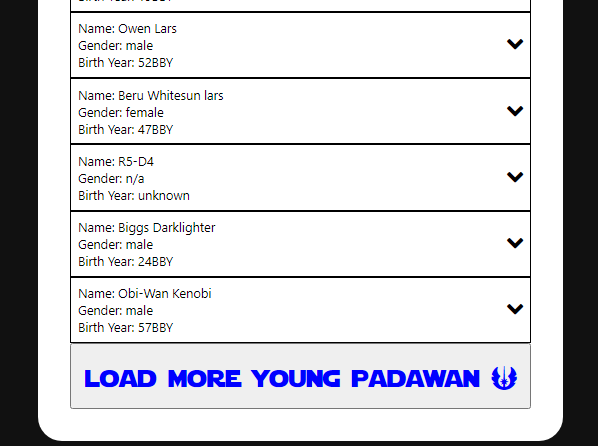 Name: Owen Lars
Gender: male
Birth Year: 52BBY
Name: Beru Whitesun lars
Gender: female
Birth Year: 47BBY
Name: R5-D4
Gender: n/a
Birth Year: unknown
Name: Biggs Darklighter
Gender: male
Birth Year: 24BBY
Name: Obi-Wan Kenobi
Gender: male
Birth Year: 57BBY
LOAD MORE YOUNG PADAWAN